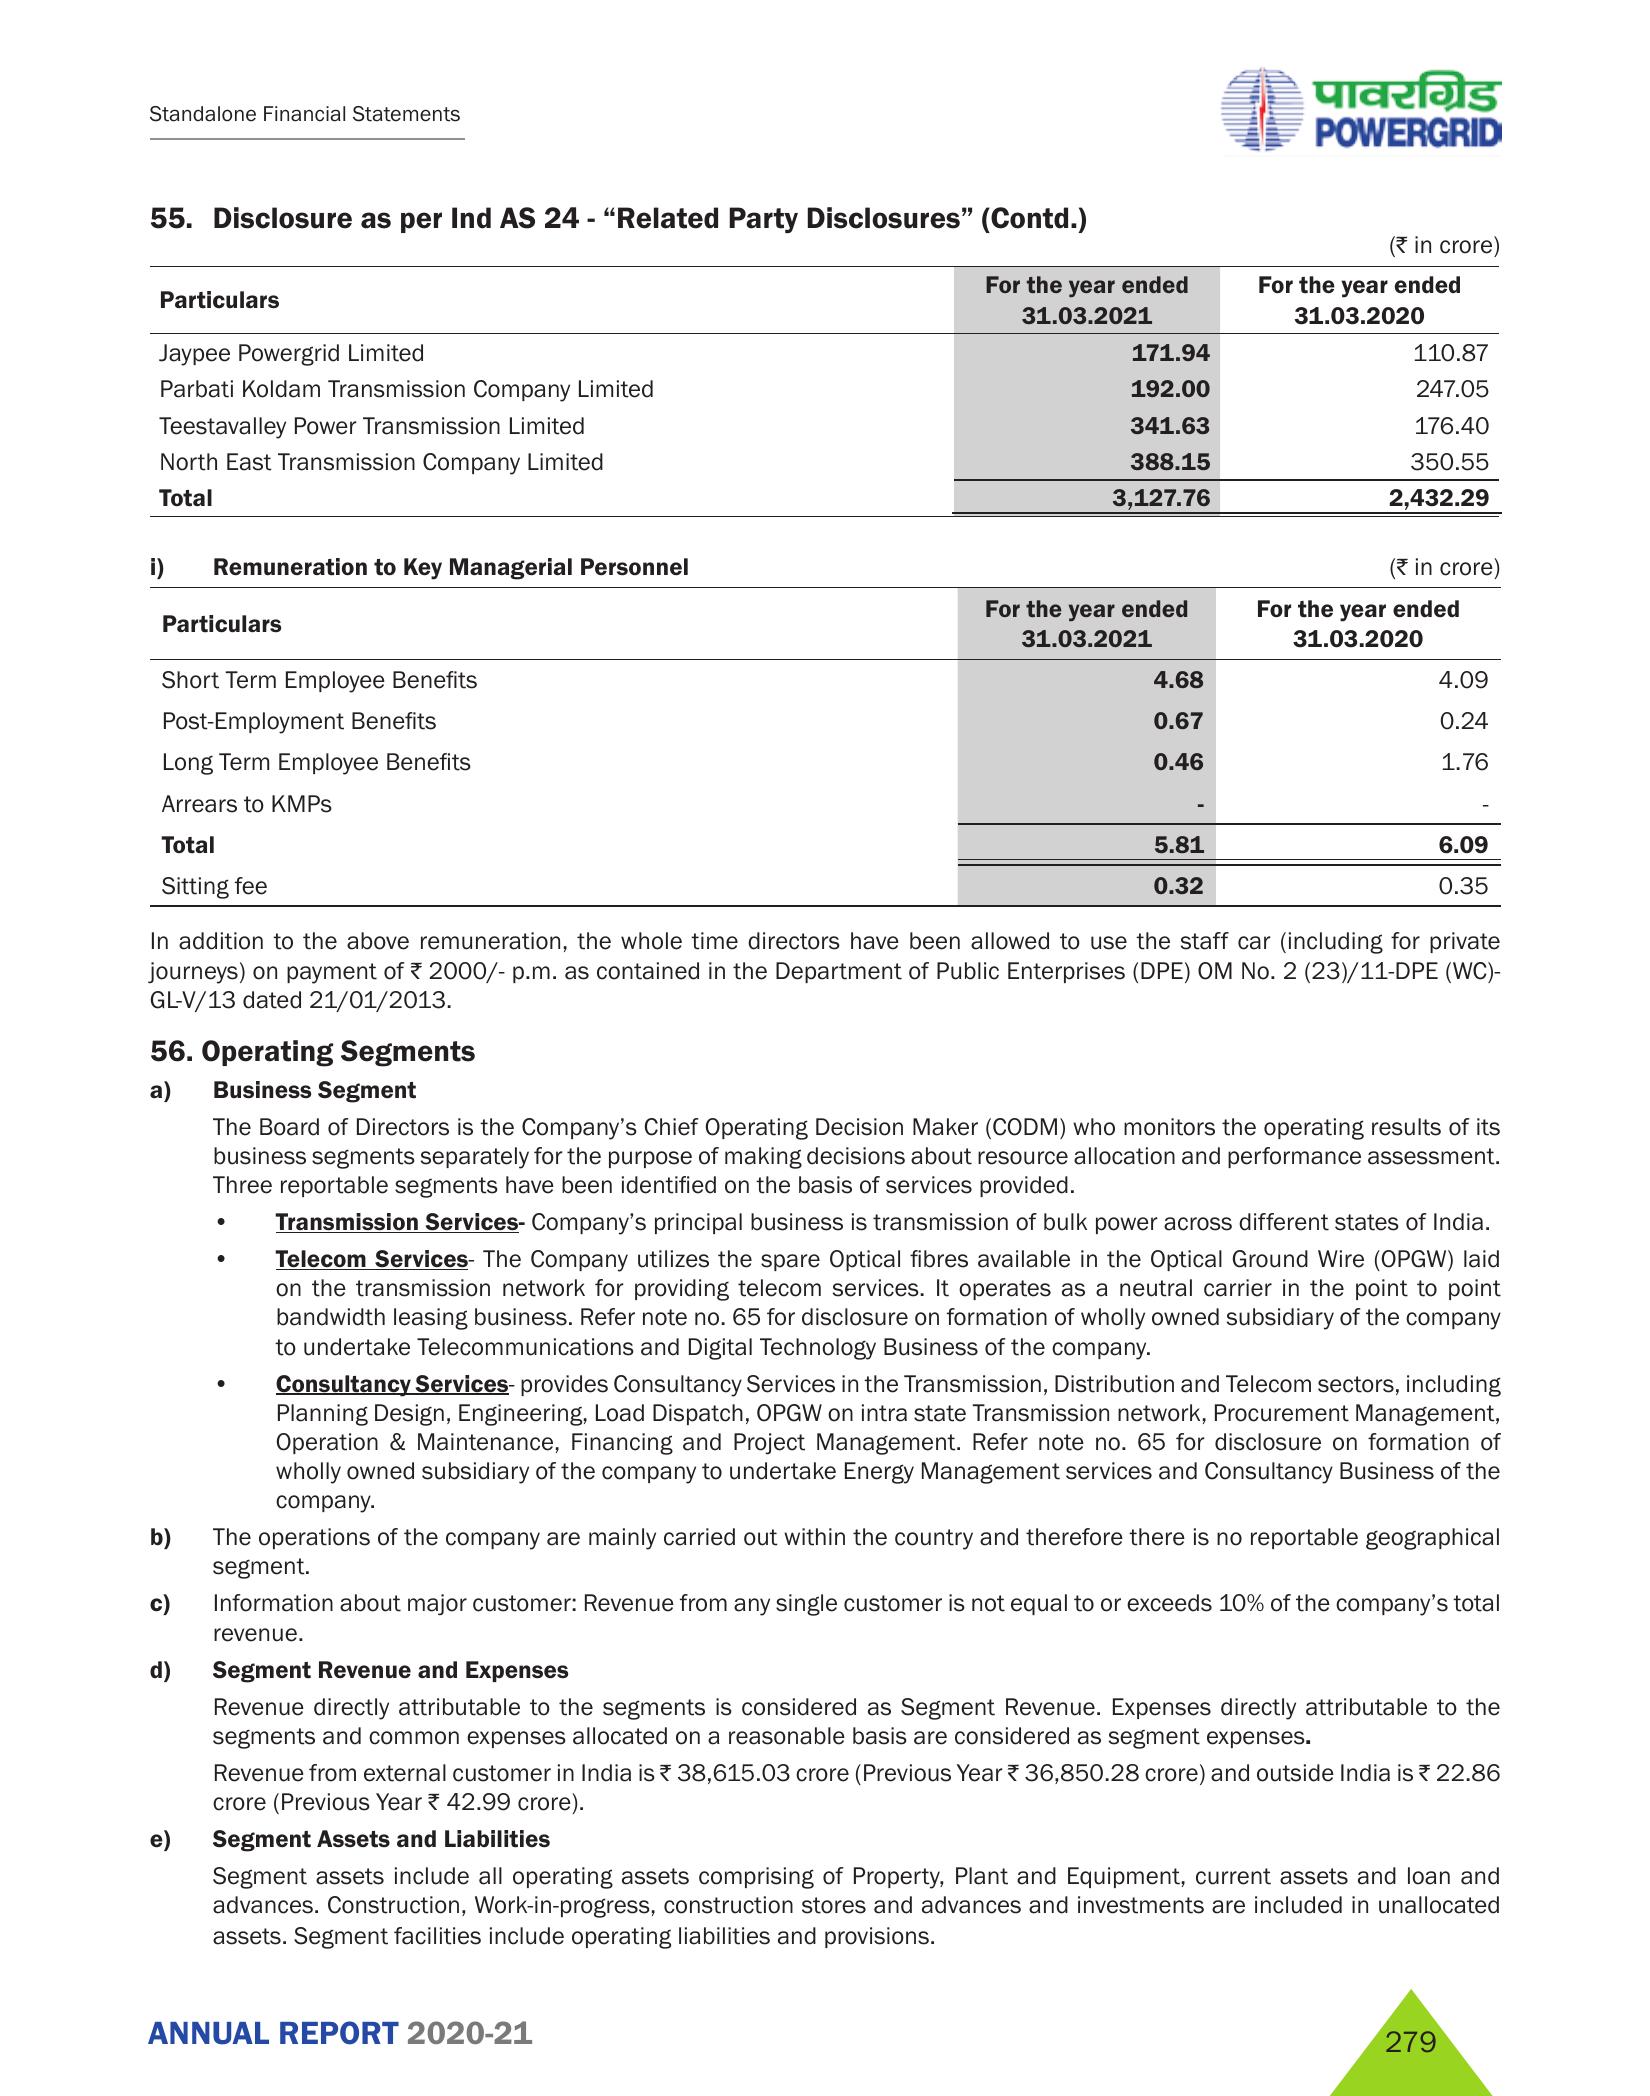 Standalone Financial Statements
पावरग्रिड
POWERGRID
55. Disclosure as per Ind AS 24 - “Related Party Disclosures” (Contd.)
(₹ in crore)
Particulars For the year ended 31.03.2021 For the year ended 31.03.2020
Jaypee Powergrid Limited 171.94 110.87
Parbati Koldam Transmission Company Limited 192.00 247.05
Teestavalley Power Transmission Limited 341.63 176.40
North East Transmission Company Limited 388.15 350.55
Total 3,127.76 2,432.29
i) Remuneration to Key Managerial Personnel (₹ in crore)
Particulars For the year ended 31.03.2021 For the year ended 31.03.2020
Short Term Employee Benefits 4.68 4.09
Post-Employment Benefits 0.67 0.24
Long Term Employee Benefits 0.46 1.76
Arrears to KMPs - -
Total 5.81 6.09
Sitting fee 0.32 0.35
In addition to the above remuneration, the whole time directors have been allowed to use the staff car (including for private
journeys) on payment of ₹ 2000/- p.m. as contained in the Department of Public Enterprises (DPE) OM No. 2 (23)/11-DPE (WC)-
GL-V/13 dated 21/01/2013.
56. Operating Segments
a) Business Segment
The Board of Directors is the Company’s Chief Operating Decision Maker (CODM) who monitors the operating results of its
business segments separately for the purpose of making decisions about resource allocation and performance assessment.
Three reportable segments have been identified on the basis of services provided.
• Transmission Services- Company’s principal business is transmission of bulk power across different states of India.
• Telecom Services- The Company utilizes the spare Optical fibres available in the Optical Ground Wire (OPGW) laid
on the transmission network for providing telecom services. It operates as a neutral carrier in the point to point
bandwidth leasing business. Refer note no. 65 for disclosure on formation of wholly owned subsidiary of the company
to undertake Telecommunications and Digital Technology Business of the company.
• Consultancy Services- provides Consultancy Services in the Transmission, Distribution and Telecom sectors, including
Planning Design, Engineering, Load Dispatch, OPGW on intra state Transmission network, Procurement Management,
Operation & Maintenance, Financing and Project Management. Refer note no. 65 for disclosure on formation of
wholly owned subsidiary of the company to undertake Energy Management services and Consultancy Business of the
company.
b) The operations of the company are mainly carried out within the country and therefore there is no reportable geographical
segment.
c) Information about major customer: Revenue from any single customer is not equal to or exceeds 10% of the company’s total
revenue.
d) Segment Revenue and Expenses
Revenue directly attributable to the segments is considered as Segment Revenue. Expenses directly attributable to the
segments and common expenses allocated on a reasonable basis are considered as segment expenses.
Revenue from external customer in India is ₹ 38,615.03 crore (Previous Year ₹ 36,850.28 crore) and outside India is ₹ 22.86
crore (Previous Year ₹ 42.99 crore).
e) Segment Assets and Liabilities
Segment assets include all operating assets comprising of Property, Plant and Equipment, current assets and loan and
advances. Construction, Work-in-progress, construction stores and advances and investments are included in unallocated
assets. Segment facilities include operating liabilities and provisions.
ANNUAL REPORT 2020-21
279